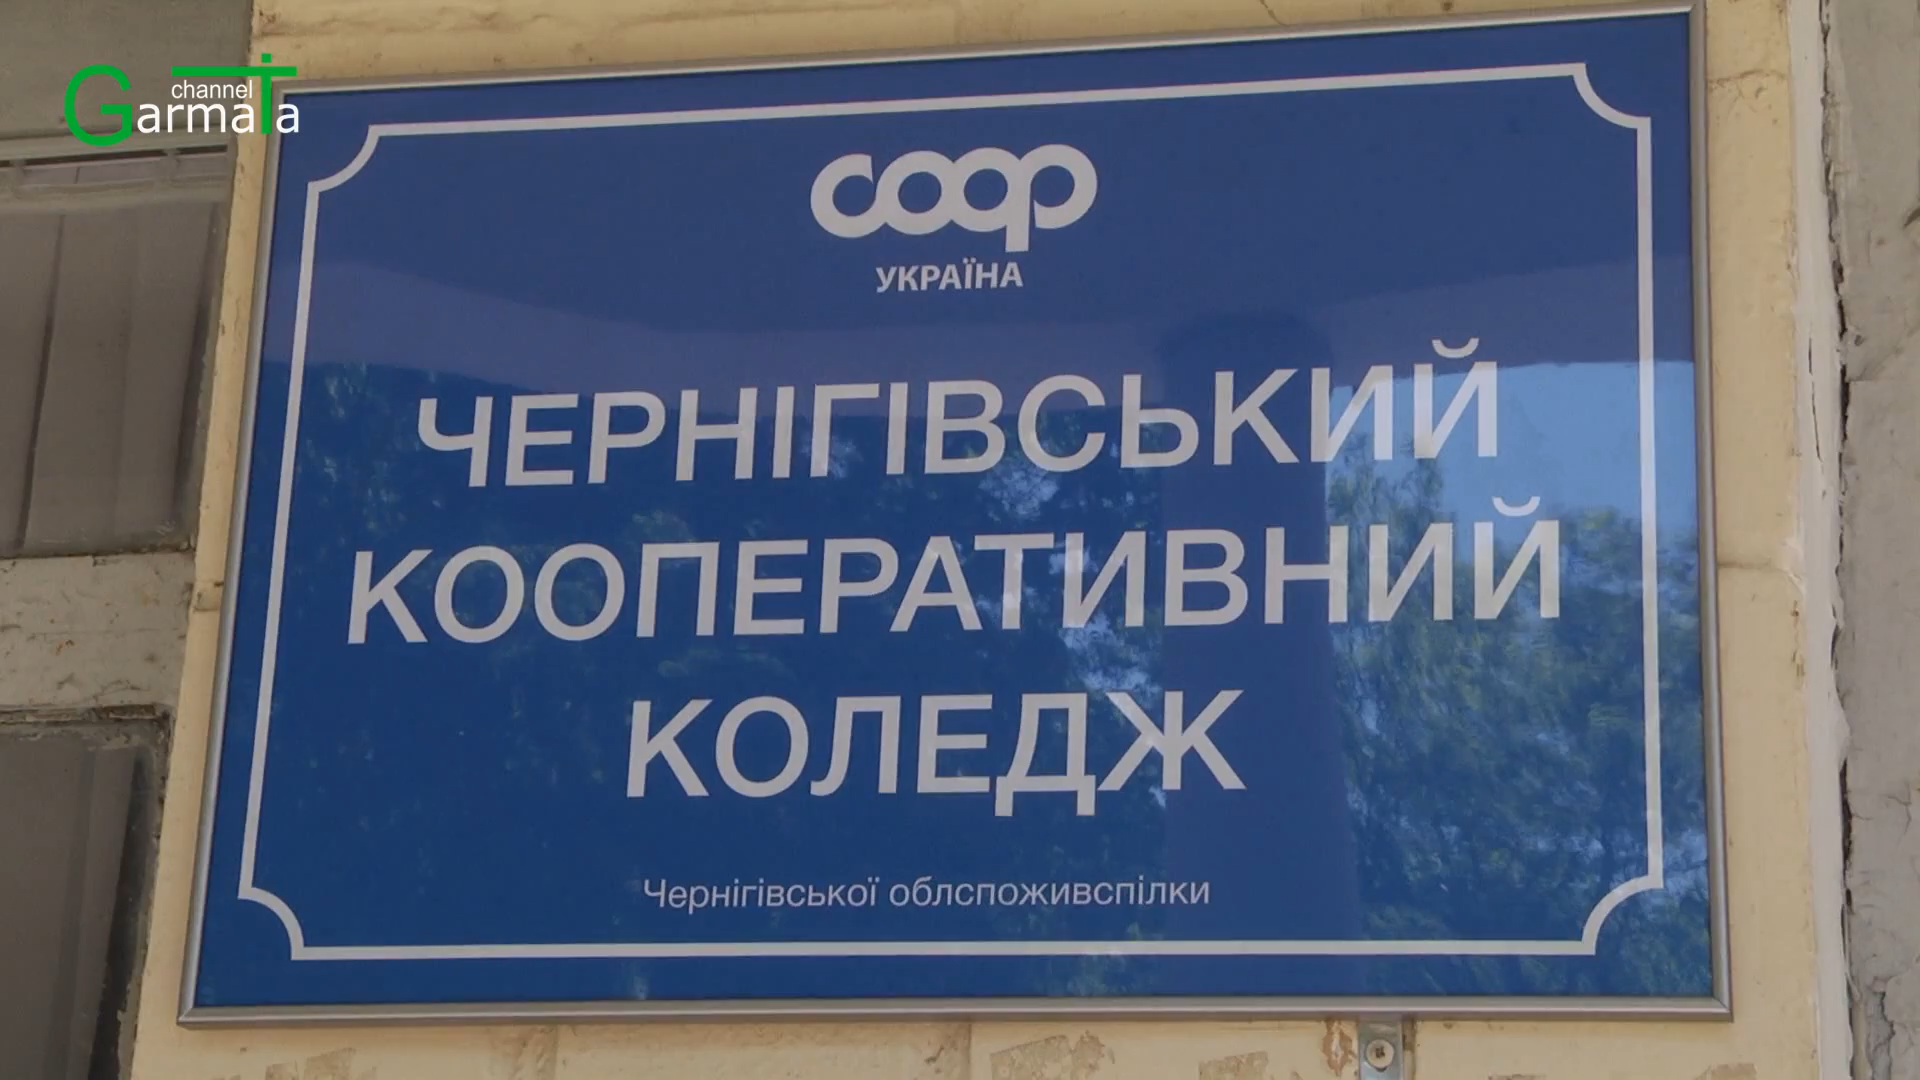 channel
GarmaTa
coop
УКРАЇНА
ЧЕРНІГІВСЬКИЙ
КООПЕРАТИВНИЙ
КОЛЕДЖ
Чернігівської облспоживспілки